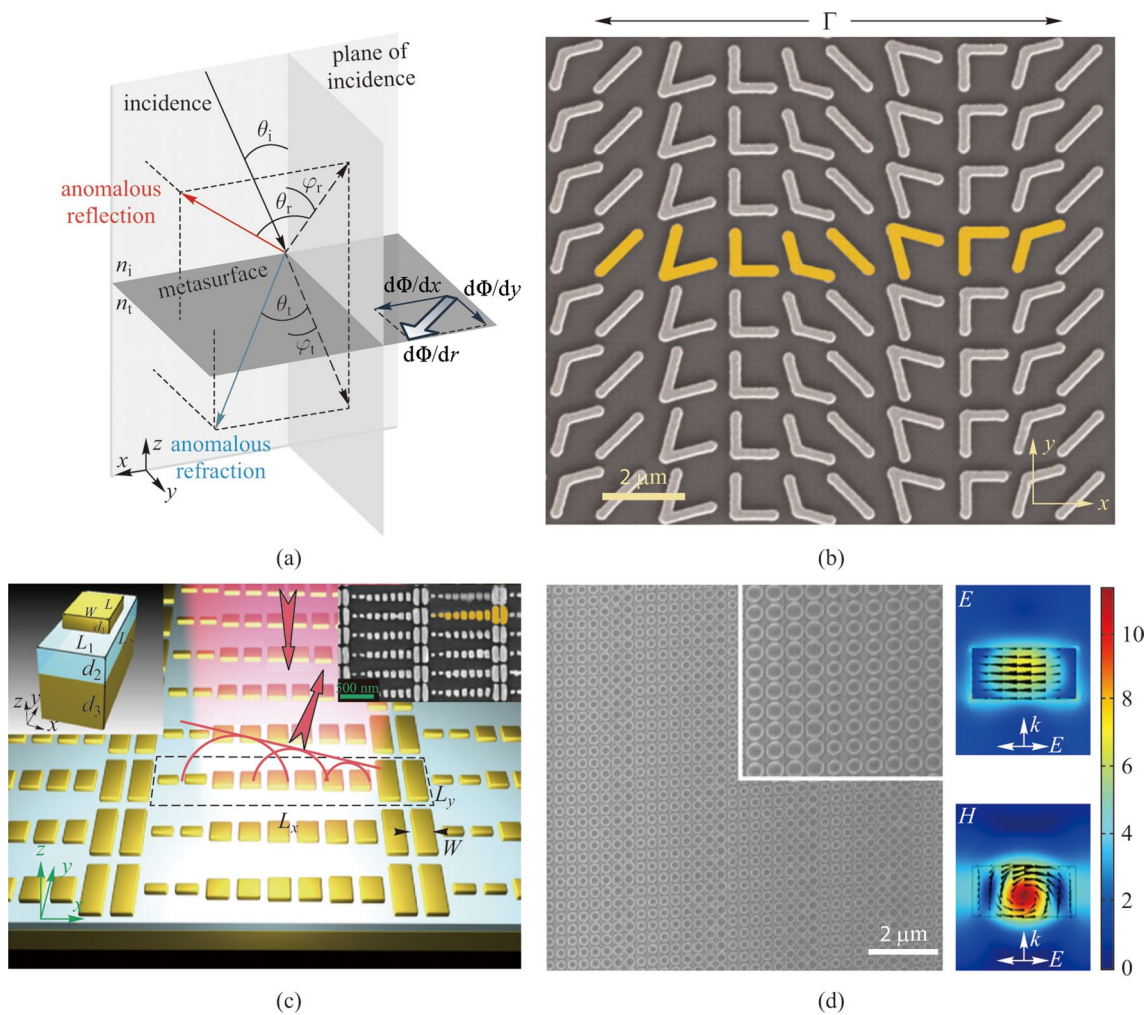 plane of
incidence
incidence
θi
anomalous
reflection
φr
θr
ni
metasurface
nt
dΦ/dx
dΦ/dy
θt
φt
dΦ/dr
z
x
y
anomalous
refraction
(a)
Γ
2 μm
y
x
(b)
W
L
d1
L1
L2
d2
d3
z
y
x
500 nm
Ly
Lx
W
z
y
x
(c)
2 μm
E
k
E
H
k
E
10
8
6
4
2
0
(d)